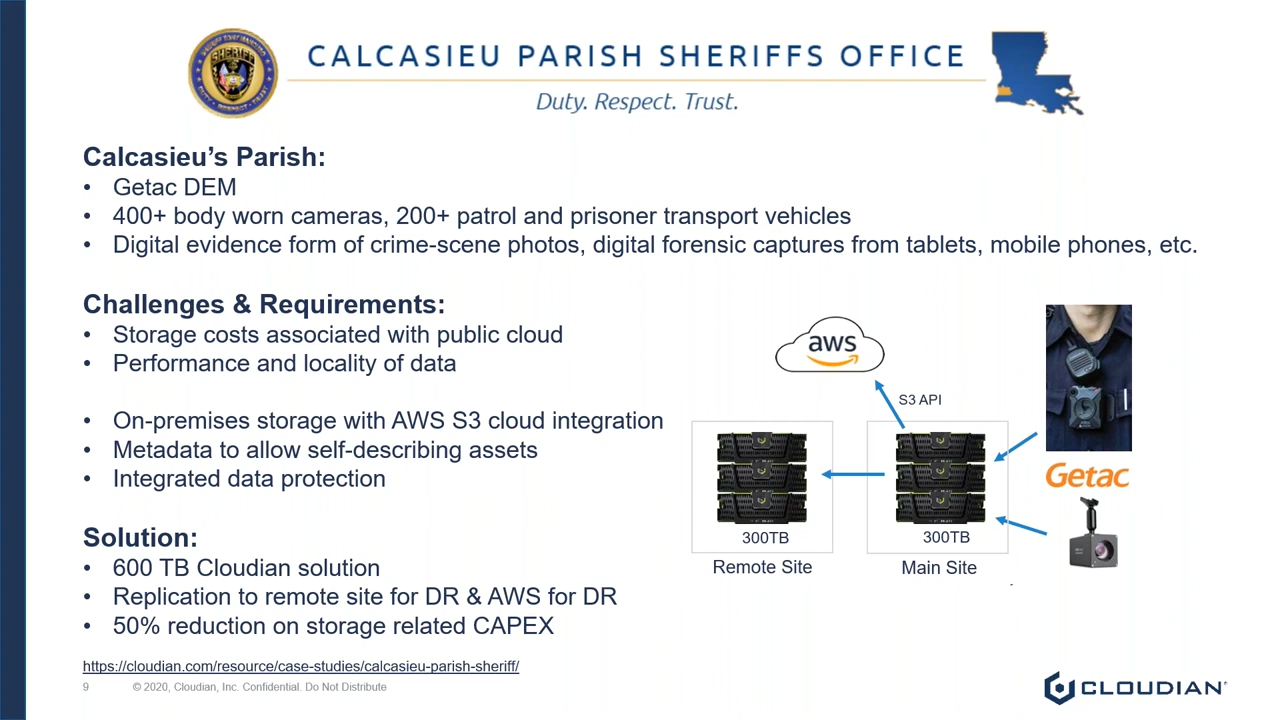 CALCASIEU PARISH SHERIFFS OFFICE
Duty. Respect. Trust.
SHERIFF
Calcasieu’s Parish:
• Getac DEM
• 400+ body worn cameras, 200+ patrol and prisoner transport vehicles
• Digital evidence form of crime-scene photos, digital forensic captures from tablets, mobile phones, etc.
Challenges & Requirements:
• Storage costs associated with public cloud
• Performance and locality of data
• On-premises storage with AWS S3 cloud integration
• Metadata to allow self-describing assets
• Integrated data protection
Solution:
• 600 TB Cloudian solution
• Replication to remote site for DR & AWS for DR
• 50% reduction on storage related CAPEX
aws
S3 API
300TB
300TB
Remote Site
Main Site
Getac
https://cloudian.com/resource/case-studies/calcasieu-parish-sheriff/
9 © 2020, Cloudian, Inc. Confidential. Do Not Distribute
CLOUDIAN